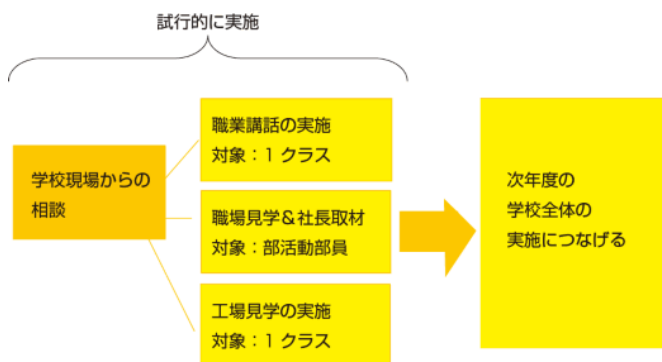 試行的に実施
学校現場からの
相談
職業講話の実施
対象：1 クラス
職場見学＆社長取材
対象：部活動部員
工場見学の実施
対象：1 クラス
次年度の
学校全体の
実施につなげる